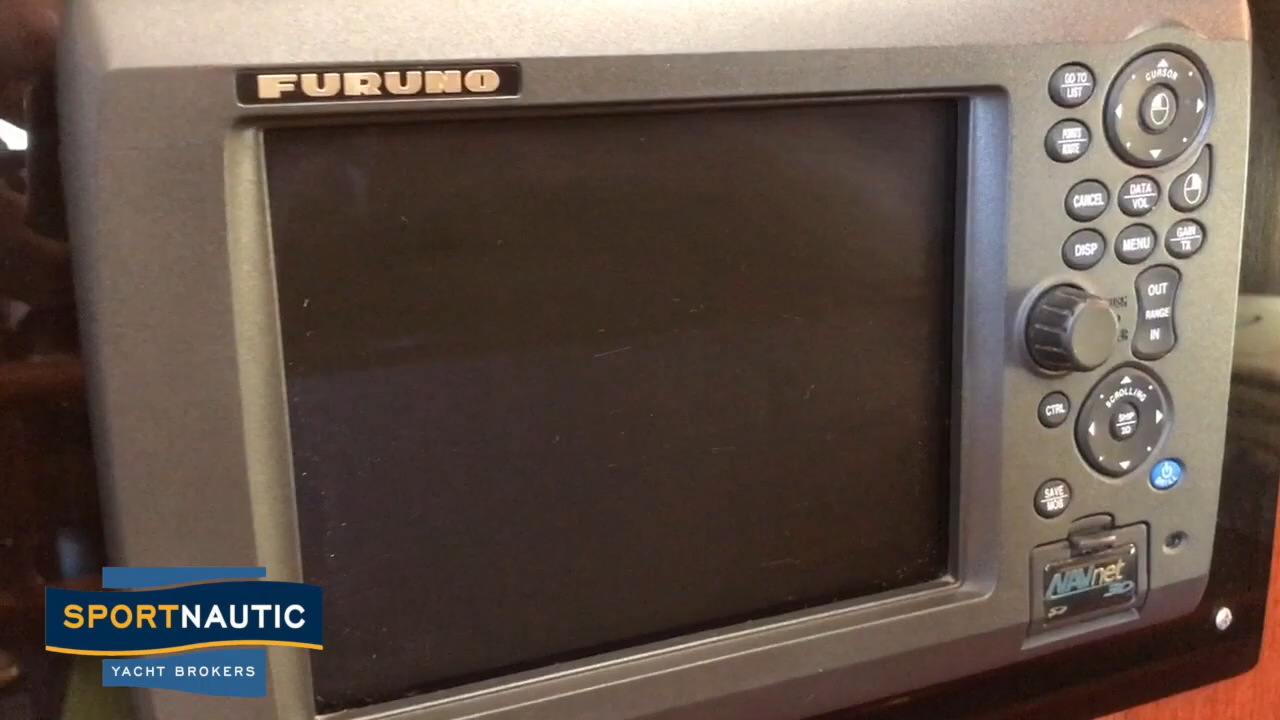 FURUNO
GO TO
LIST
CURSOR
POINTS
ROUTE
CANCEL
DATA
VOL
DISP
MENU
GAIN
TX
OUT
RANGE
IN
CTRL
SCROLLING
SHIP
3D
BRILL
SAVE
MOB
NAVnet
3D
SPORTNAUTIC
YACHT BROKERS